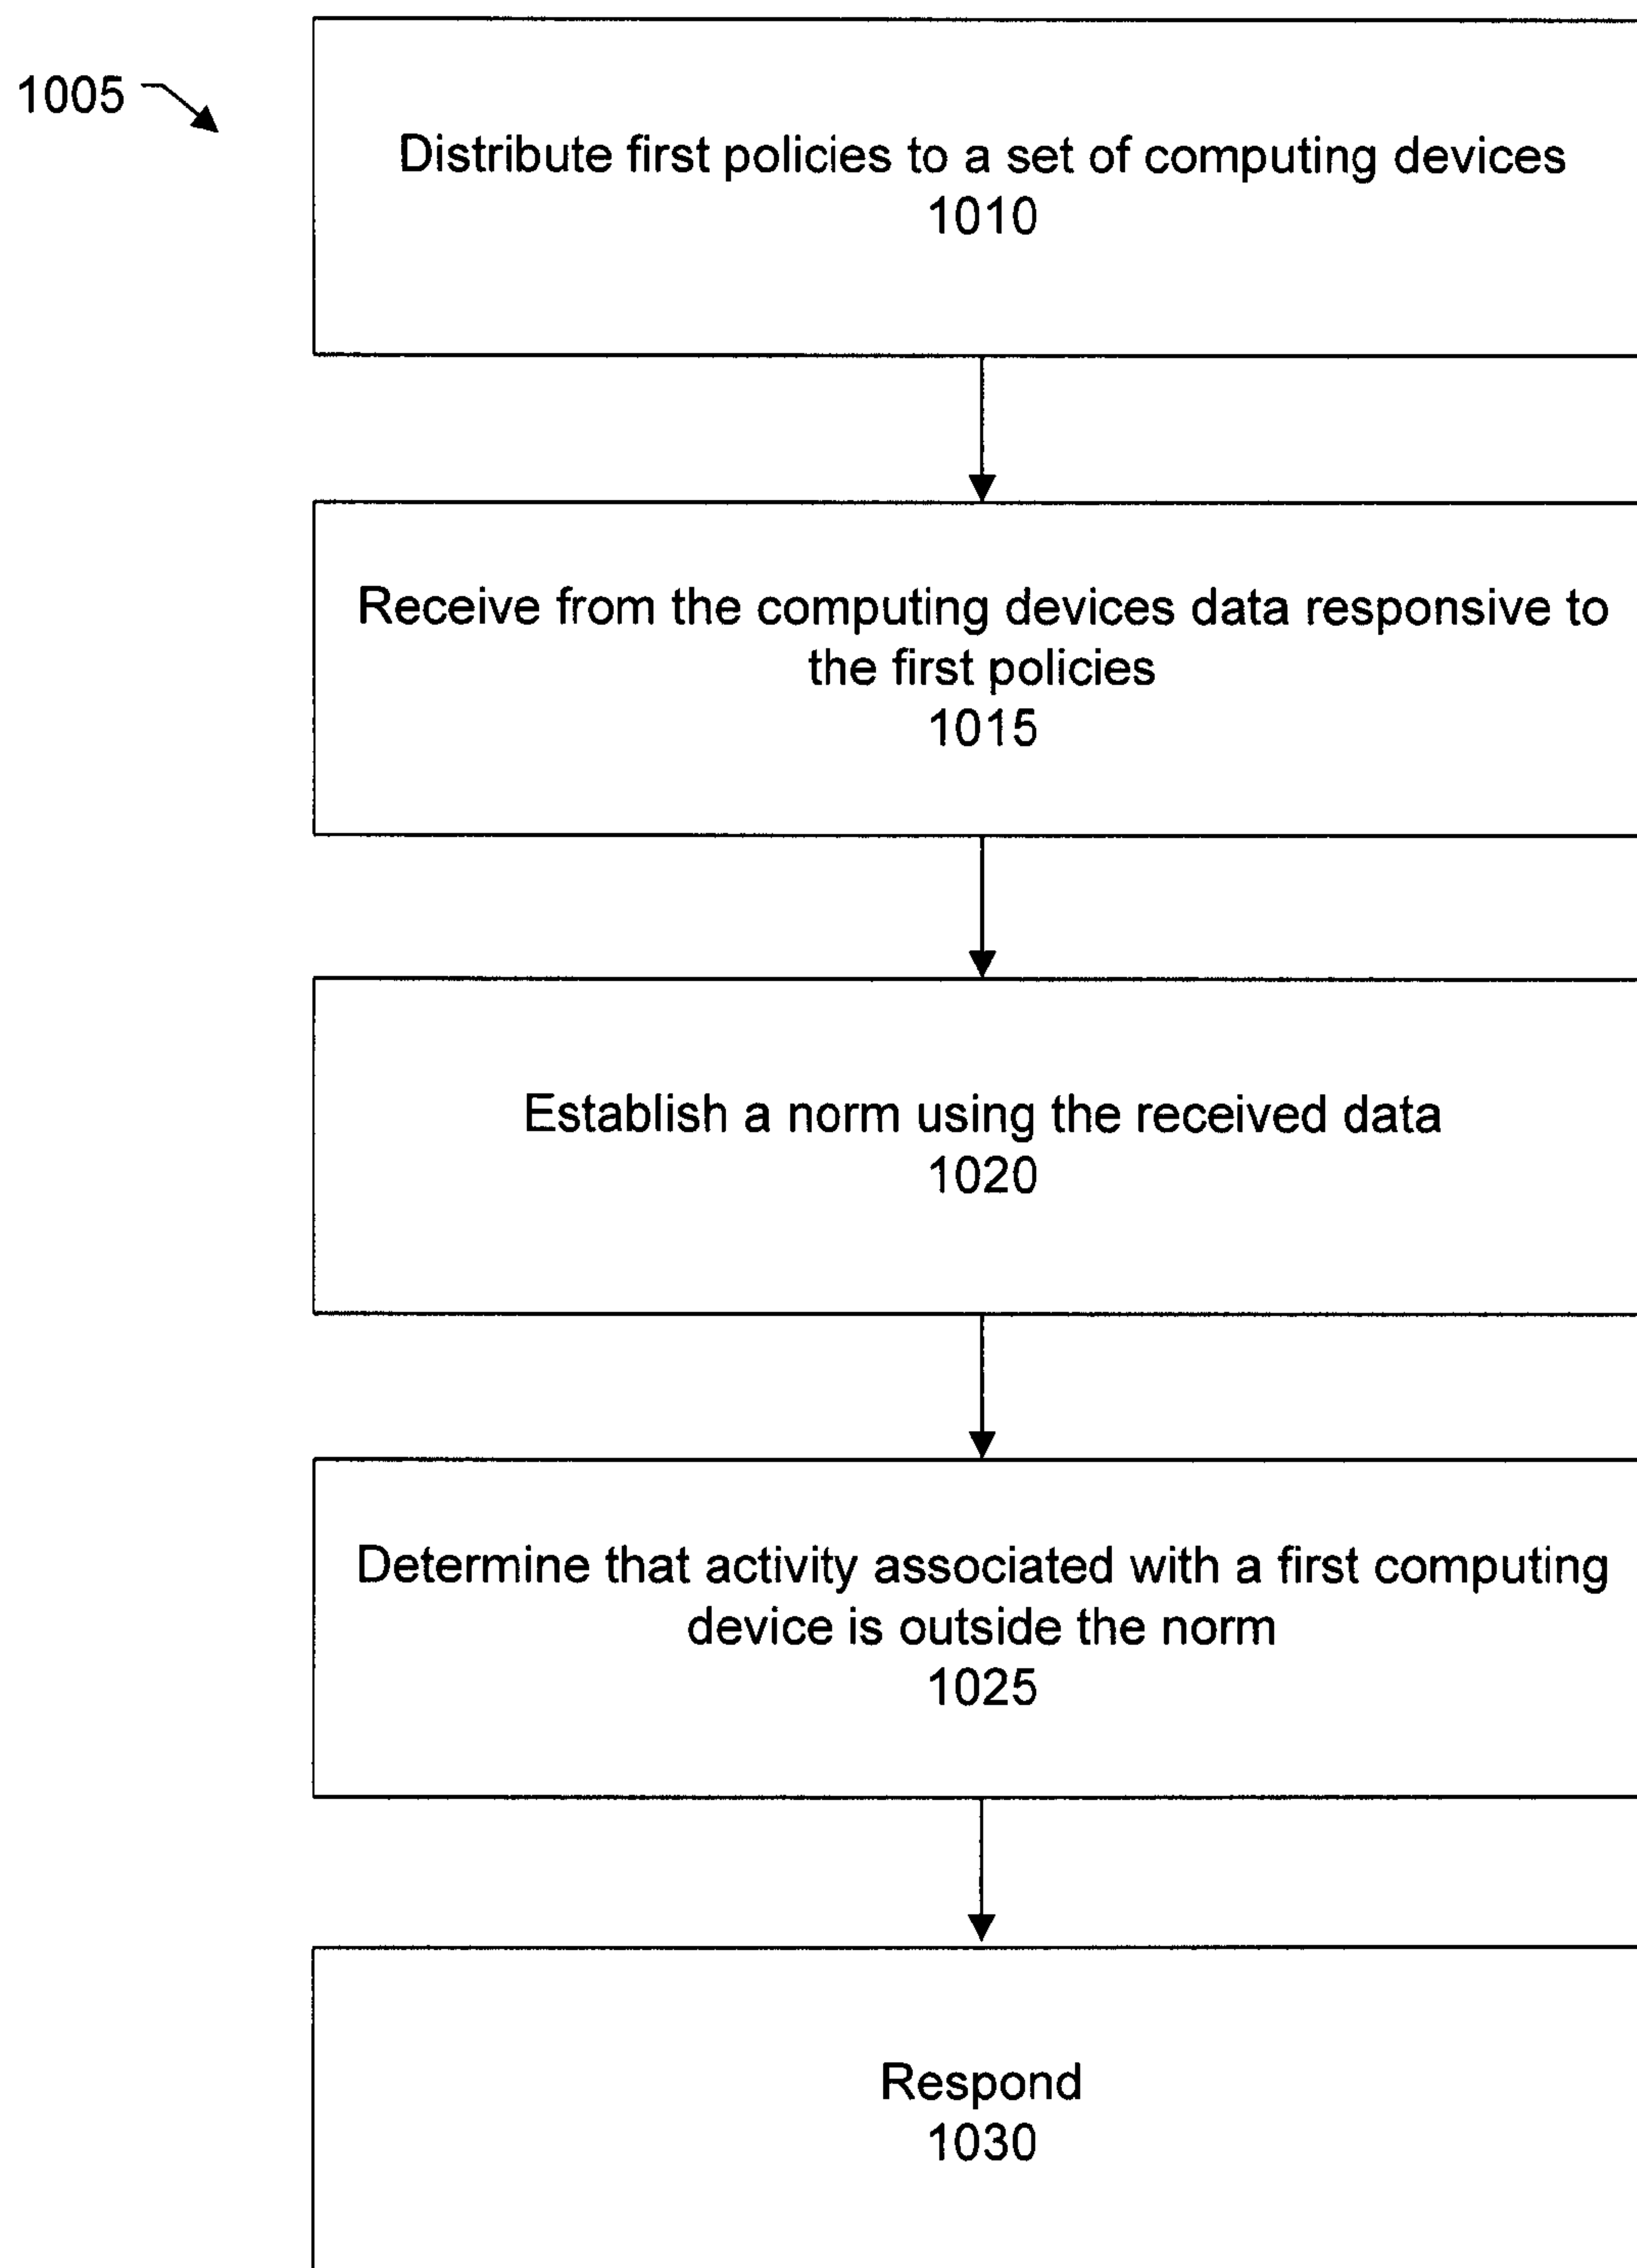 1005
Distribute first policies to a set of computing devices
1010
Receive from the computing devices data responsive to
the first policies
1015
Establish a norm using the received data
1020
Determine that activity associated with a first computing
device is outside the norm
1025
Respond
1030